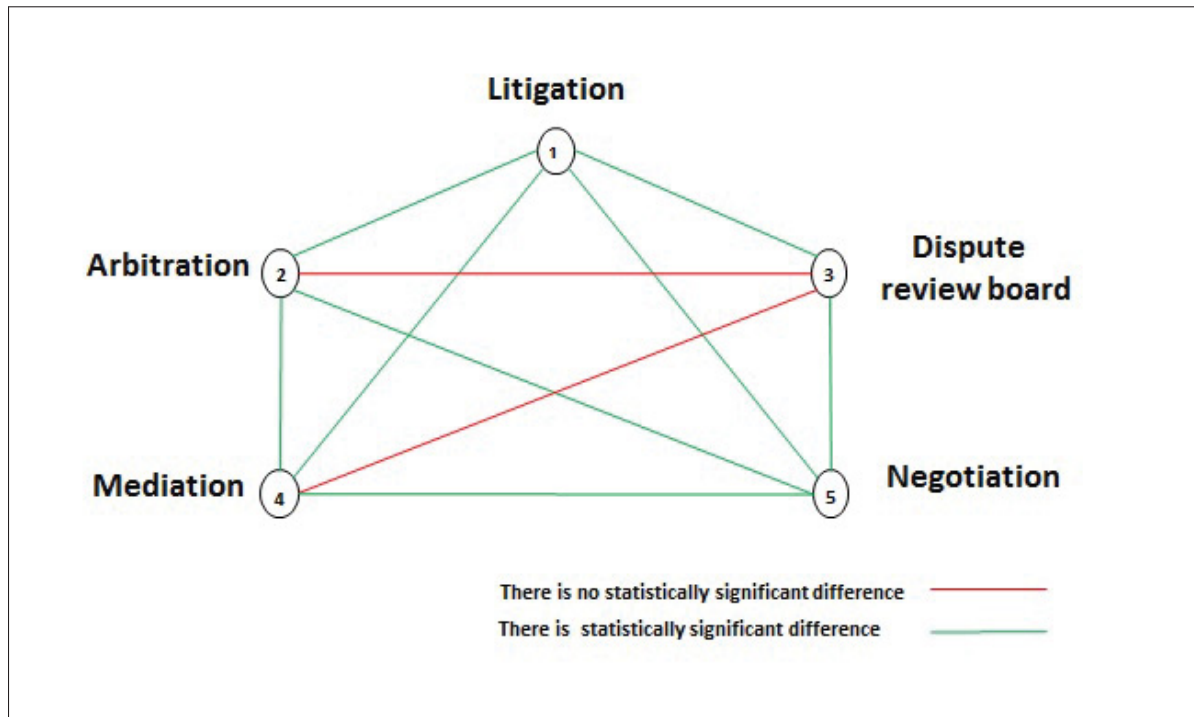 Litigation
1
Arbitration
2
3
Dispute
review board
Mediation
4
5
Negotiation
There is no statistically significant difference
There is statistically significant difference